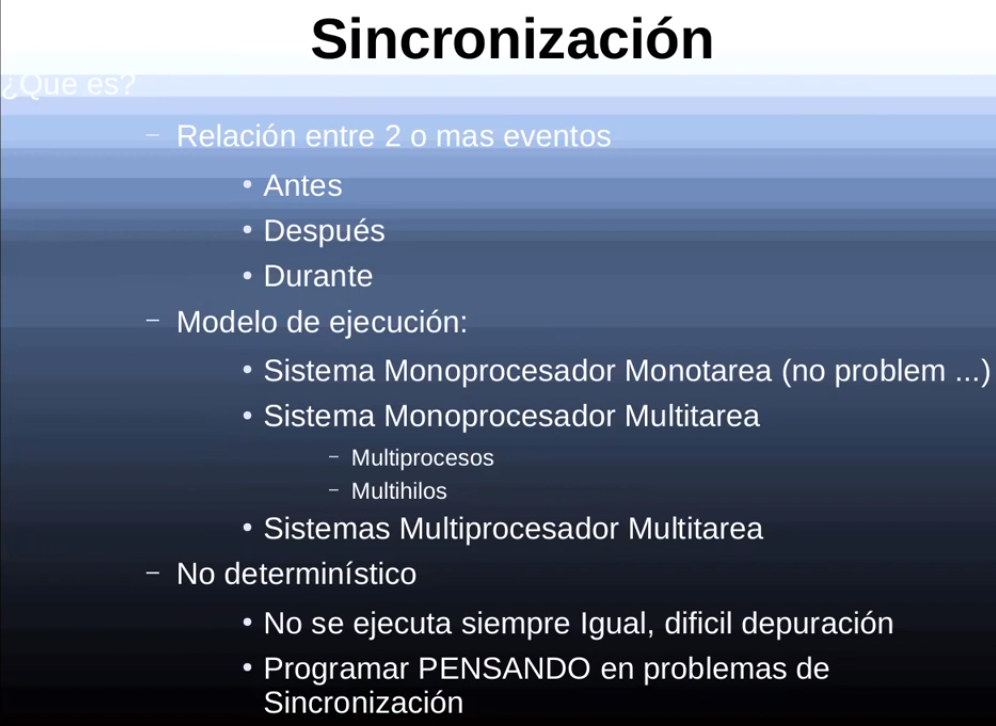 Sincronización
¿Que es?
– Relación entre 2 o mas eventos
• Antes
• Después
• Durante
– Modelo de ejecución:
• Sistema Monoprocesador Monotarea (no problem ...)
• Sistema Monoprocesador Multitarea
– Multiprocesos
– Multihilos
• Sistemas Multiprocesador Multitarea
– No determinístico
• No se ejecuta siempre Igual, dificil depuración
• Programar PENSANDO en problemas de
Sincronización